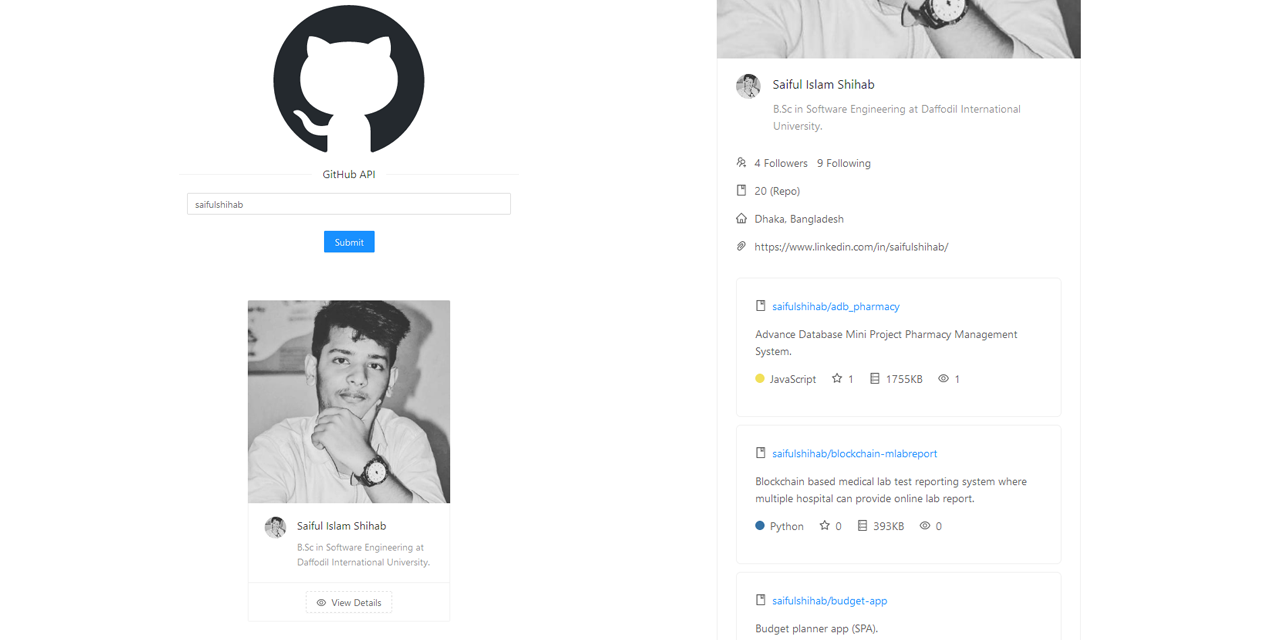 GitHub API
saifulshihab
Submit
Saiful Islam Shihab
B.Sc in Software Engineering at
Daffodil International University.
View Details
Saiful Islam Shihab
B.Sc in Software Engineering at Daffodil International
University.
4 Followers 9 Following
20 (Repo)
Dhaka, Bangladesh
https://www.linkedin.com/in/saifulshihab/
saifulshihab/adb_pharmacy
Advance Database Mini Project Pharmacy Management
System.
JavaScript 1 1755KB 1
saifulshihab/blockchain-mlabreport
Blockchain based medical lab test reporting system where
multiple hospital can provide online lab report.
Python 0 393KB 0
saifulshihab/budget-app
Budget planner app (SPA).